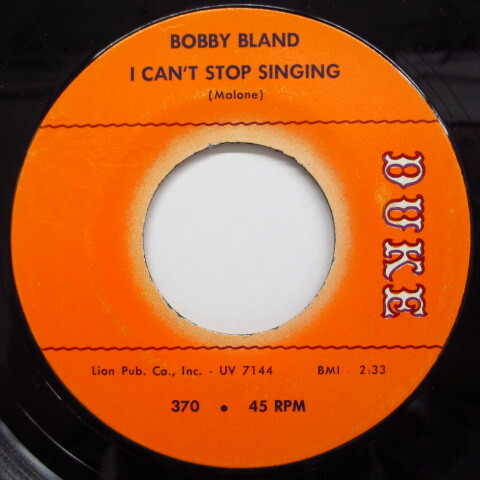 BOBBY BLAND
I CAN'T STOP SINGING
(Malone)
DUKE
Lion Pub. Co., Inc. - UV 7144 BMI - 2:33
370 • 45 RPM